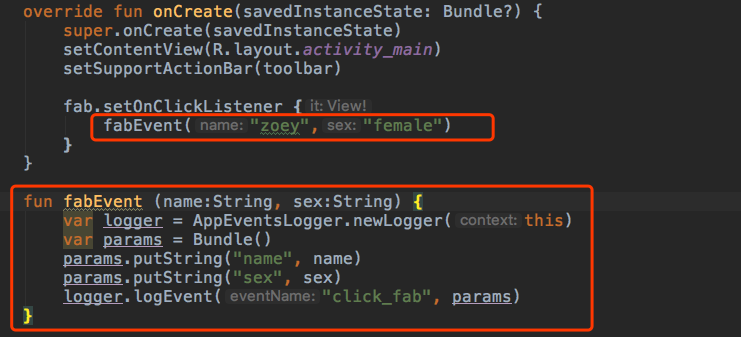 override fun onCreate(savedInstanceState: Bundle?) {
super.onCreate(savedInstanceState)
setContentView(R.layout.activity_main)
setSupportActionBar(toolbar)
fab.setOnClickListener { it: View!
fabEvent( name: "zoey", sex: "female")
}
}
fun fabEvent (name:String, sex:String) {
var logger = AppEventsLogger.newLogger( context: this)
var params = Bundle()
params.putString("name", name)
params.putString("sex", sex)
logger.logEvent( eventName: "click_fab", params)
}